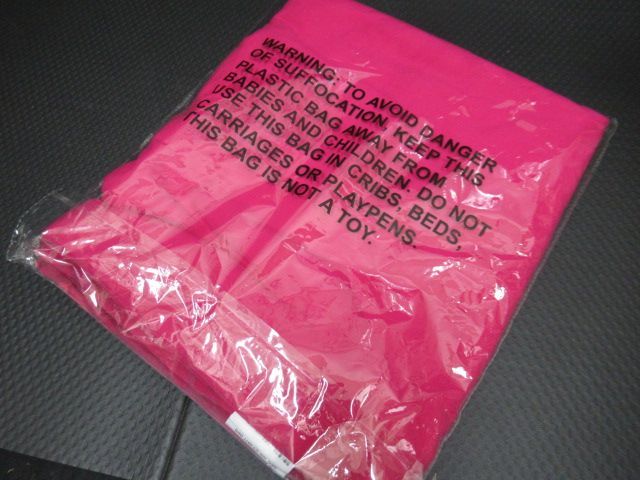 WARNING: TO AVOID DANGER
OF SUFFOCATION, KEEP THIS
PLASTIC BAG AWAY FROM
BABIES AND CHILDREN. DO NOT
USE THIS BAG IN CRIBS, BEDS,
CARRIAGES OR PLAYPENS.
THIS BAG IS NOT A TOY.